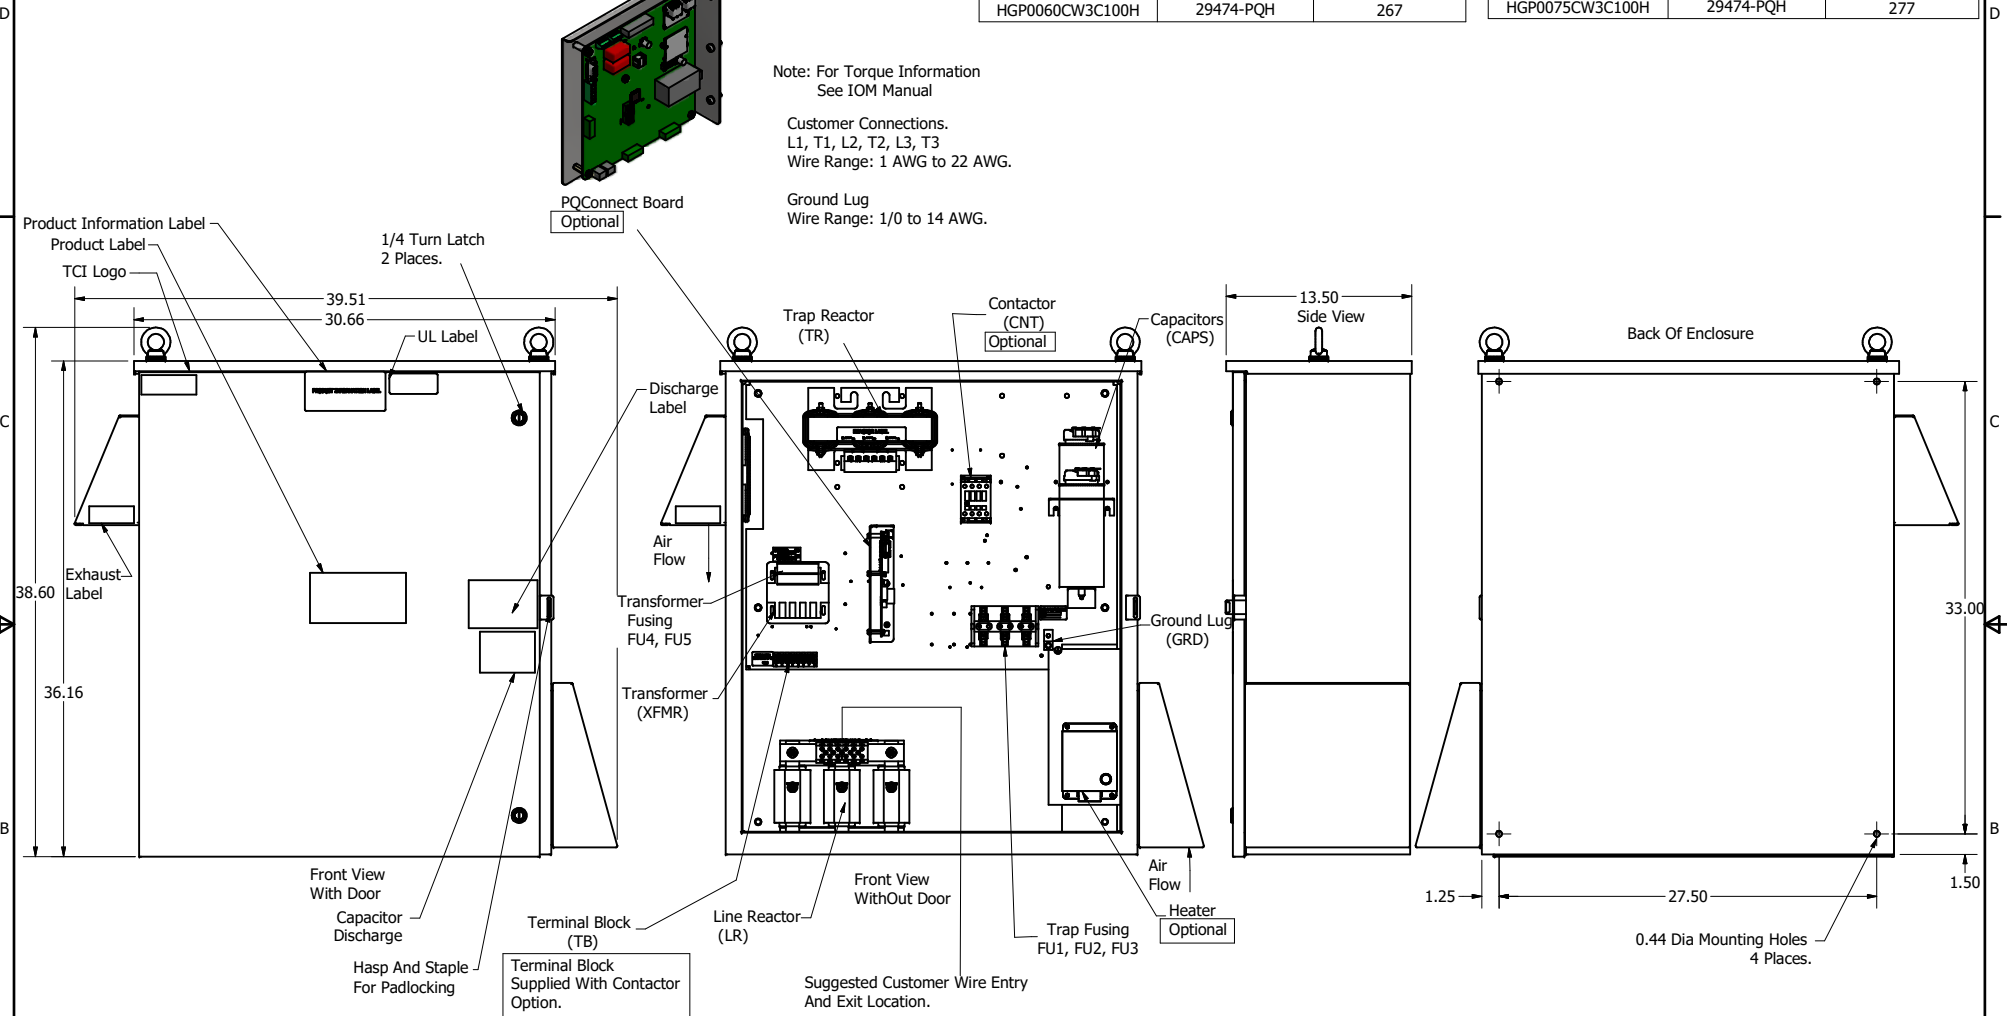 D
HGP0060CW3C100H 29474-PQH 267
HGP0075CW3C100H 29474-PQH 277
D
Note: For Torque Information
See IOM Manual
Customer Connections.
L1, T1, L2, T2, L3, T3
Wire Range: 1 AWG to 22 AWG.
Ground Lug
Wire Range: 1/0 to 14 AWG.
PQConnect Board
Optional
Product Information Label
Product Label
TCI Logo
1/4 Turn Latch
2 Places.
39.51
30.66
UL Label
Discharge
Label
Trap Reactor
(TR)
Contactor
(CNT)
Optional
Capacitors
(CAPS)
13.50
Side View
Back Of Enclosure
C
C
Exhaust
Label
38.60
36.16
Air
Flow
Transformer
Fusing
FU4, FU5
Transformer
(XFMR)
Ground Lug
(GRD)
33.00
B
B
Front View
With Door
Capacitor
Discharge
Hasp And Staple
For Padlocking
Terminal Block
(TB)
Terminal Block
Supplied With Contactor
Option.
Line Reactor
(LR)
Front View
WithOut Door
Suggested Customer Wire Entry
And Exit Location.
Trap Fusing
FU1, FU2, FU3
Air
Flow
Heater
Optional
1.25
27.50
1.50
0.44 Dia Mounting Holes
4 Places.